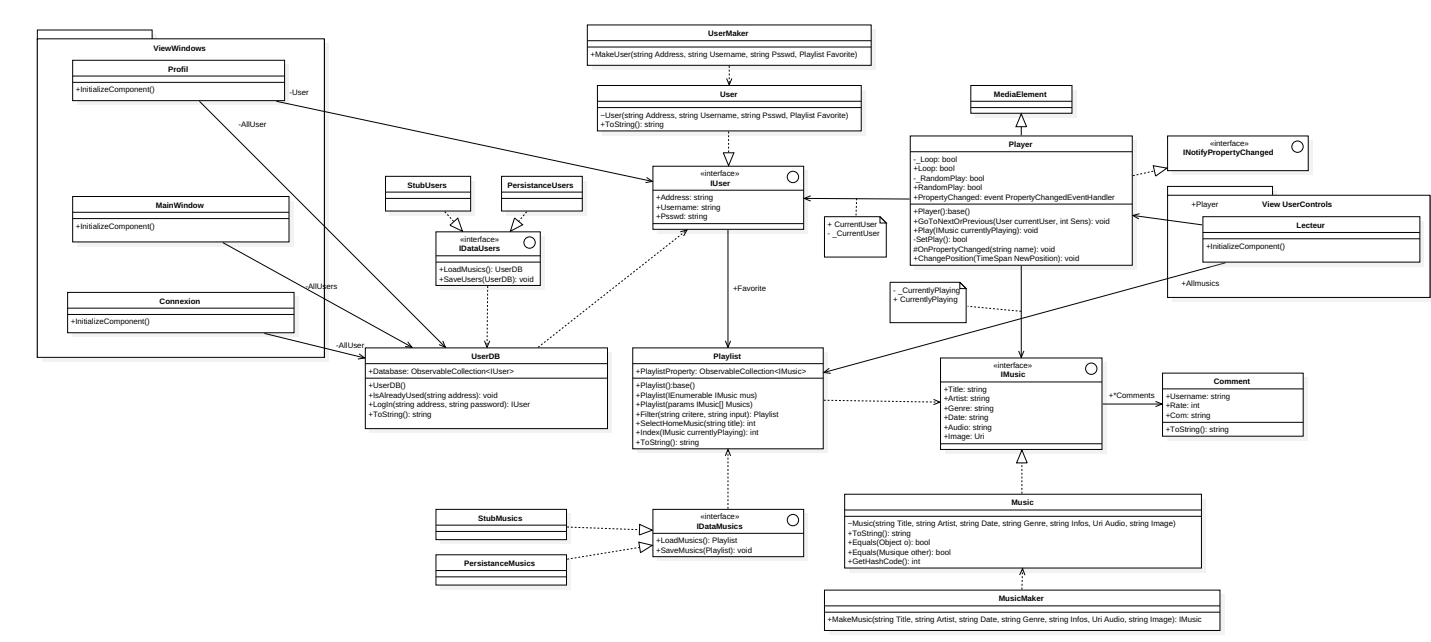 ViewWindows
Profil
+InitializeComponent()
-User
-AllUser
MainWindow
+InitializeComponent()
-AllUsers
Connexion
+InitializeComponent()
-AllUser
UserMaker
+MakeUser(string Address, string Username, string Psswd, Playlist Favorite)
User
~User(string Address, string Username, string Psswd, Playlist Favorite)
+ToString(): string
StubUsers
PersistanceUsers
«interface»
IDataUsers
+LoadMusics(): UserDB
+SaveUsers(UserDB): void
«interface»
IUser
+Address: string
+Username: string
+Psswd: string
+ CurrentUser
- _CurrentUser
MediaElement
Player
-_Loop: bool
+Loop: bool
-_RandomPlay: bool
+RandomPlay: bool
+PropertyChanged: event PropertyChangedEventHandler
+Player():base()
+GoToNextOrPrevious(User currentUser, int Sens): void
+Play(IMusic currentlyPlaying): void
-SetPlay(): bool
#OnPropertyChanged(string name): void
+ChangePosition(TimeSpan NewPosition): void
«interface»
INotifyPropertyChanged
View UserControls
+Player
Lecteur
+InitializeComponent()
+Allmusics
- _CurrentlyPlaying
+ CurrentlyPlaying
+Favorite
UserDB
+Database: ObservableCollection<IUser>
+UserDB()
+IsAlreadyUsed(string address): void
+LogIn(string address, string password): IUser
+ToString(): string
Playlist
+PlaylistProperty: ObservableCollection<IMusic>
+Playlist():base()
+Playlist(IEnumerable IMusic mus)
+Playlist(params IMusic[] Musics)
+Filter(string critere, string input): Playlist
+SelectHomeMusic(string title): int
+Index(IMusic currentlyPlaying): int
+ToString(): string
«interface»
IMusic
+Title: string
+Artist: string
+Genre: string
+Date: string
+Audio: string
+Image: Uri
+*Comments
Comment
+Username: string
+Rate: int
+Com: string
+ToString(): string
StubMusics
PersistanceMusics
«interface»
IDataMusics
+LoadMusics(): Playlist
+SaveMusics(Playlist): void
Music
~Music(string Title, string Artist, string Date, string Genre, string Infos, Uri Audio, string Image)
+ToString(): string
+Equals(Object o): bool
+Equals(Musique other): bool
+GetHashCode(): int
MusicMaker
+MakeMusic(string Title, string Artist, string Date, string Genre, string Infos, Uri Audio, string Image): IMusic